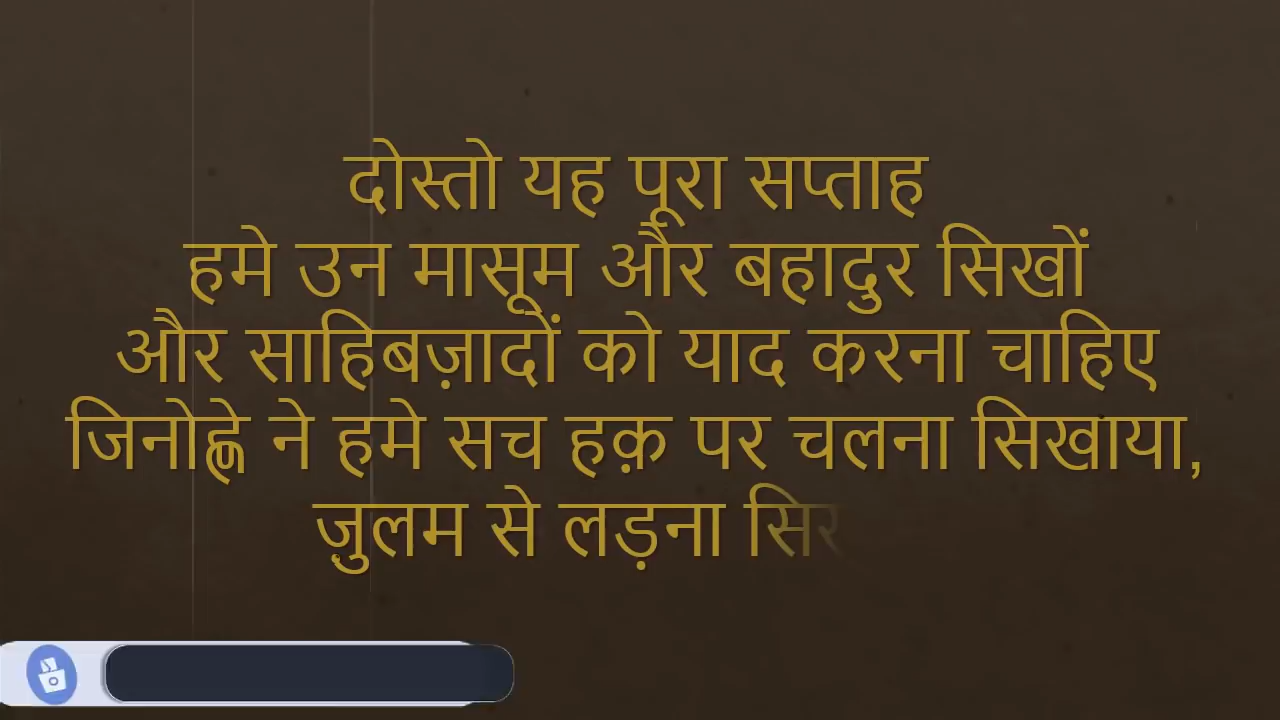 दोस्तो यह पूरा सप्ताह
हमे उन मासूम और बहादुर सिखों
और साहिबज़ादों को याद करना चाहिए
जिनोह्वे ने हमे सच हक़ पर चलना सिखाया,
ज़ुलम से लड़ना